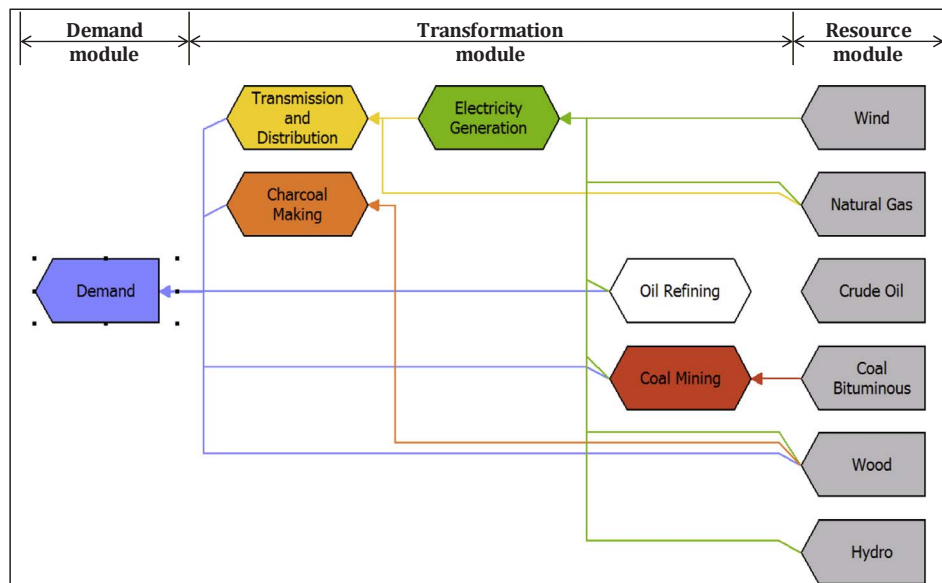 Demand
module
Transformation
module
Resource
module
Transmission
and
Distribution
Electricity
Generation
Wind
Charcoal
Making
Natural Gas
Demand
Oil Refining
Crude Oil
Coal Mining
Coal
Bituminous
Wood
Hydro